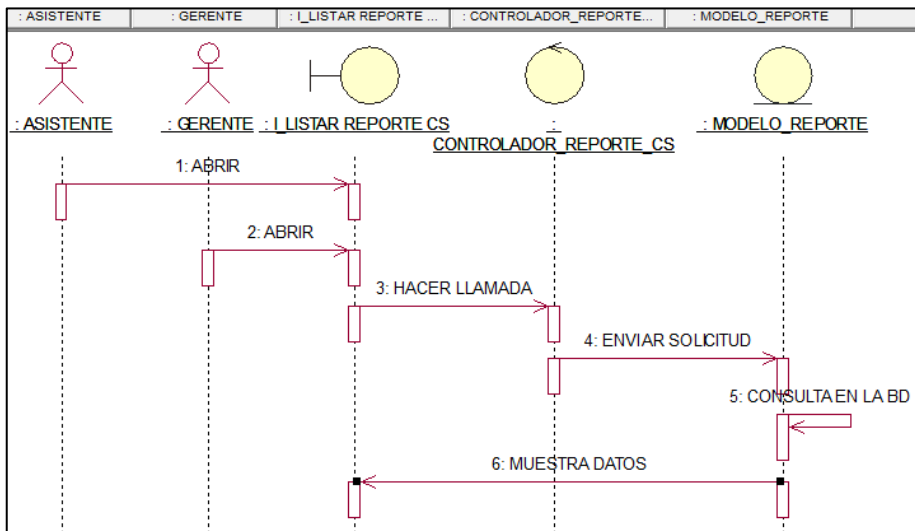 : ASISTENTE
: GERENTE
: I_LISTAR REPORTE ...
: CONTROLADOR_REPORTE...
: MODELO_REPORTE
: ASISTENTE
: GERENTE
: I_LISTAR REPORTE CS
:
CONTROLADOR_REPORTE_CS
: MODELO_REPORTE
1: ABRIR
2: ABRIR
3: HACER LLAMADA
4: ENVIAR SOLICITUD
5: CONSULTA EN LA BD
6: MUESTRA DATOS